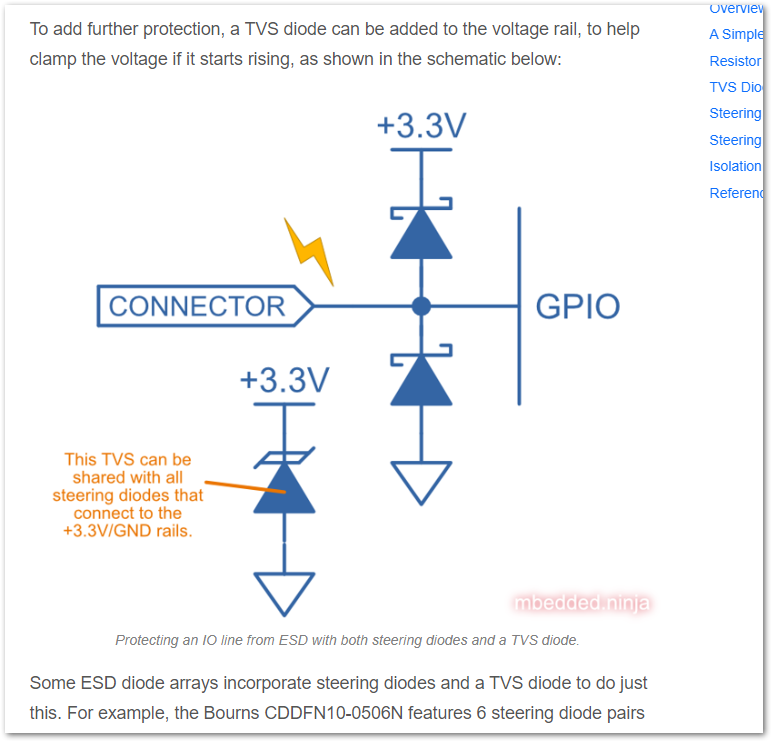 To add further protection, a TVS diode can be added to the voltage rail, to help
clamp the voltage if it starts rising, as shown in the schematic below:
+3.3V
CONNECTOR
GPIO
+3.3V
This TVS can be
shared with all
steering diodes that
connect to the
+3.3V/GND rails.
mbedded.ninja
Protecting an IO line from ESD with both steering diodes and a TVS diode.
Some ESD diode arrays incorporate steering diodes and a TVS diode to do just
this. For example, the Bourns CDDFN10-0506N features 6 steering diode pairs
Overview
A Simple
Resistor
TVS Dio
Steering
Steering
Isolation
Referenc